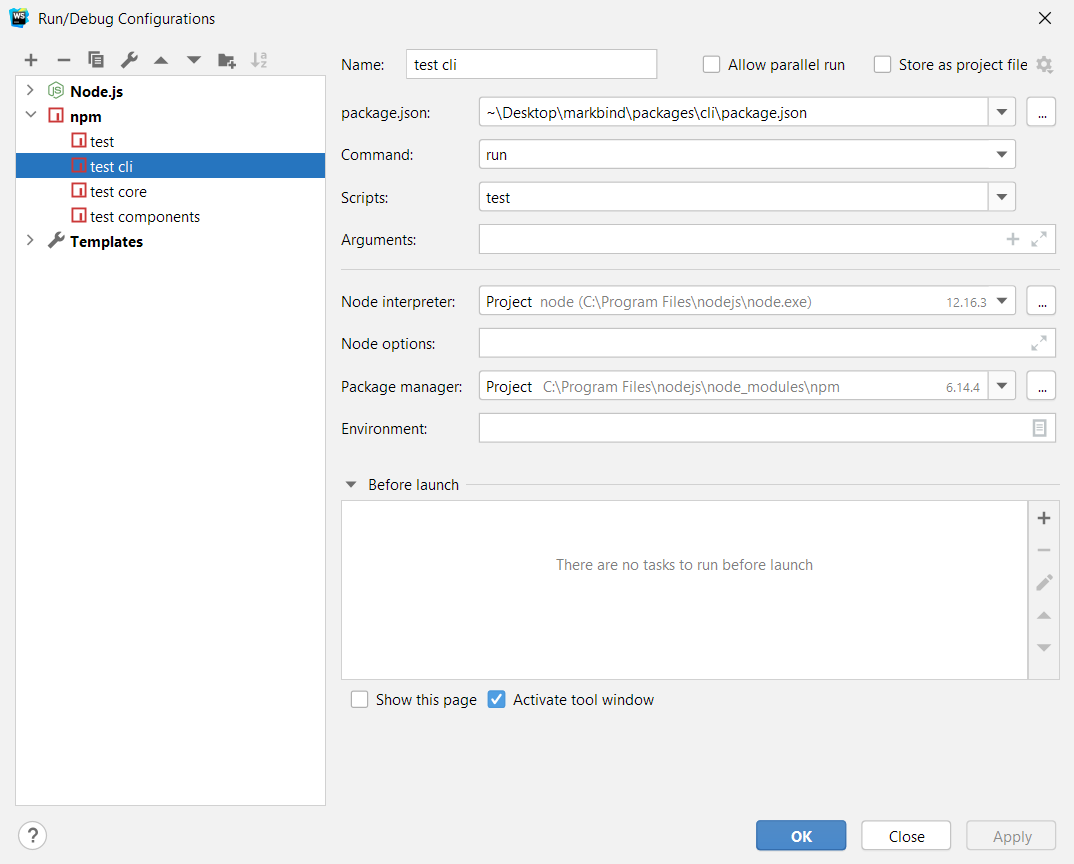 WS Run/Debug Configurations
Name: test cli Allow parallel run Store as project file
Node.js
npm
test
test cli
test core
test components
Templates
package.json: ~\Desktop\markbind\packages\cli\package.json ...
Command: run
Scripts: test
Arguments:
Node interpreter: Project node (C:\Program Files\nodejs\node.exe) 12.16.3 ...
Node options:
Package manager: Project C:\Program Files\nodejs\node_modules\npm 6.14.4 ...
Environment:
Before launch
There are no tasks to run before launch
Show this page Activate tool window
? OK Close Apply